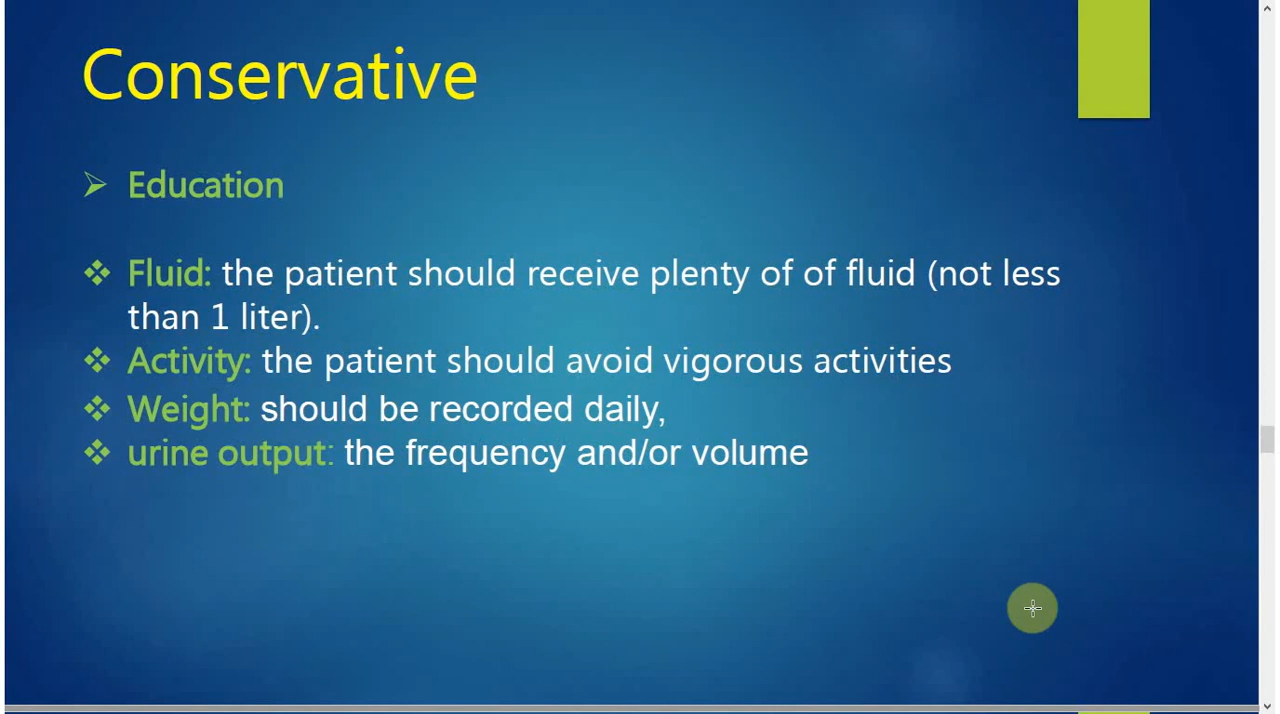 Conservative
Education
Fluid: the patient should receive plenty of of fluid (not less
than 1 liter).
Activity: the patient should avoid vigorous activities
Weight: should be recorded daily,
urine output: the frequency and/or volume